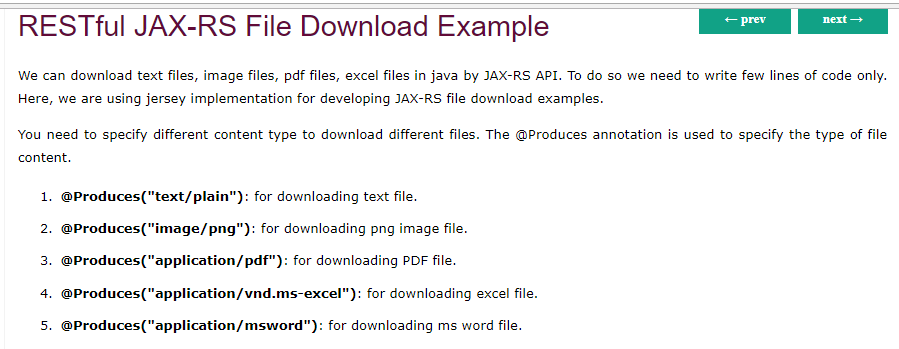 RESTful JAX-RS File Download Example
← prev
next →
We can download text files, image files, pdf files, excel files in java by JAX-RS API. To do so we need to write few lines of code only.
Here, we are using jersey implementation for developing JAX-RS file download examples.
You need to specify different content type to download different files. The @Produces annotation is used to specify the type of file
content.
1. @Produces("text/plain"): for downloading text file.
2. @Produces("image/png"): for downloading png image file.
3. @Produces("application/pdf"): for downloading PDF file.
4. @Produces("application/vnd.ms-excel"): for downloading excel file.
5. @Produces("application/msword"): for downloading ms word file.